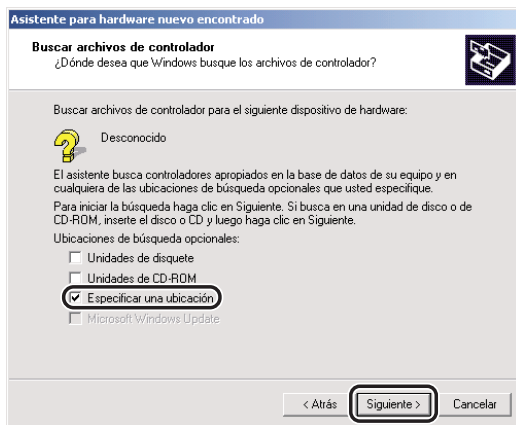 Asistente para hardware nuevo encontrado
Buscar archivos de controlador
¿Dónde desea que Windows busque los archivos de controlador?
Buscar archivos de controlador para el siguiente dispositivo de hardware:
Desconocido
El asistente busca controladores apropiados en la base de datos de su equipo y en
cualquiera de las ubicaciones de búsqueda opcionales que usted especifique.
Para iniciar la búsqueda haga clic en Siguiente. Si busca en una unidad de disco o de
CD-ROM, inserte el disco o CD y luego haga clic en Siguiente.
Ubicaciones de búsqueda opcionales:
Unidades de disquete
Unidades de CD-ROM
Especificar una ubicación
Microsoft Windows Update
< Atrás Siguiente > Cancelar